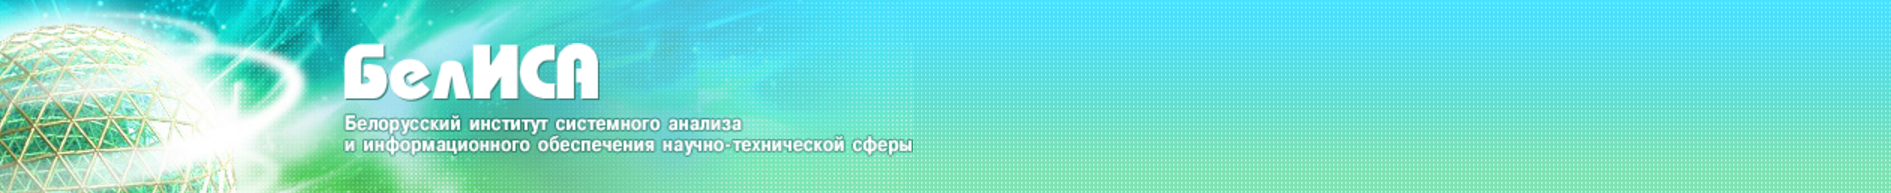 БелИСА
Белорусский институт системного анализа
и информационного обеспечения научно-технической сферы